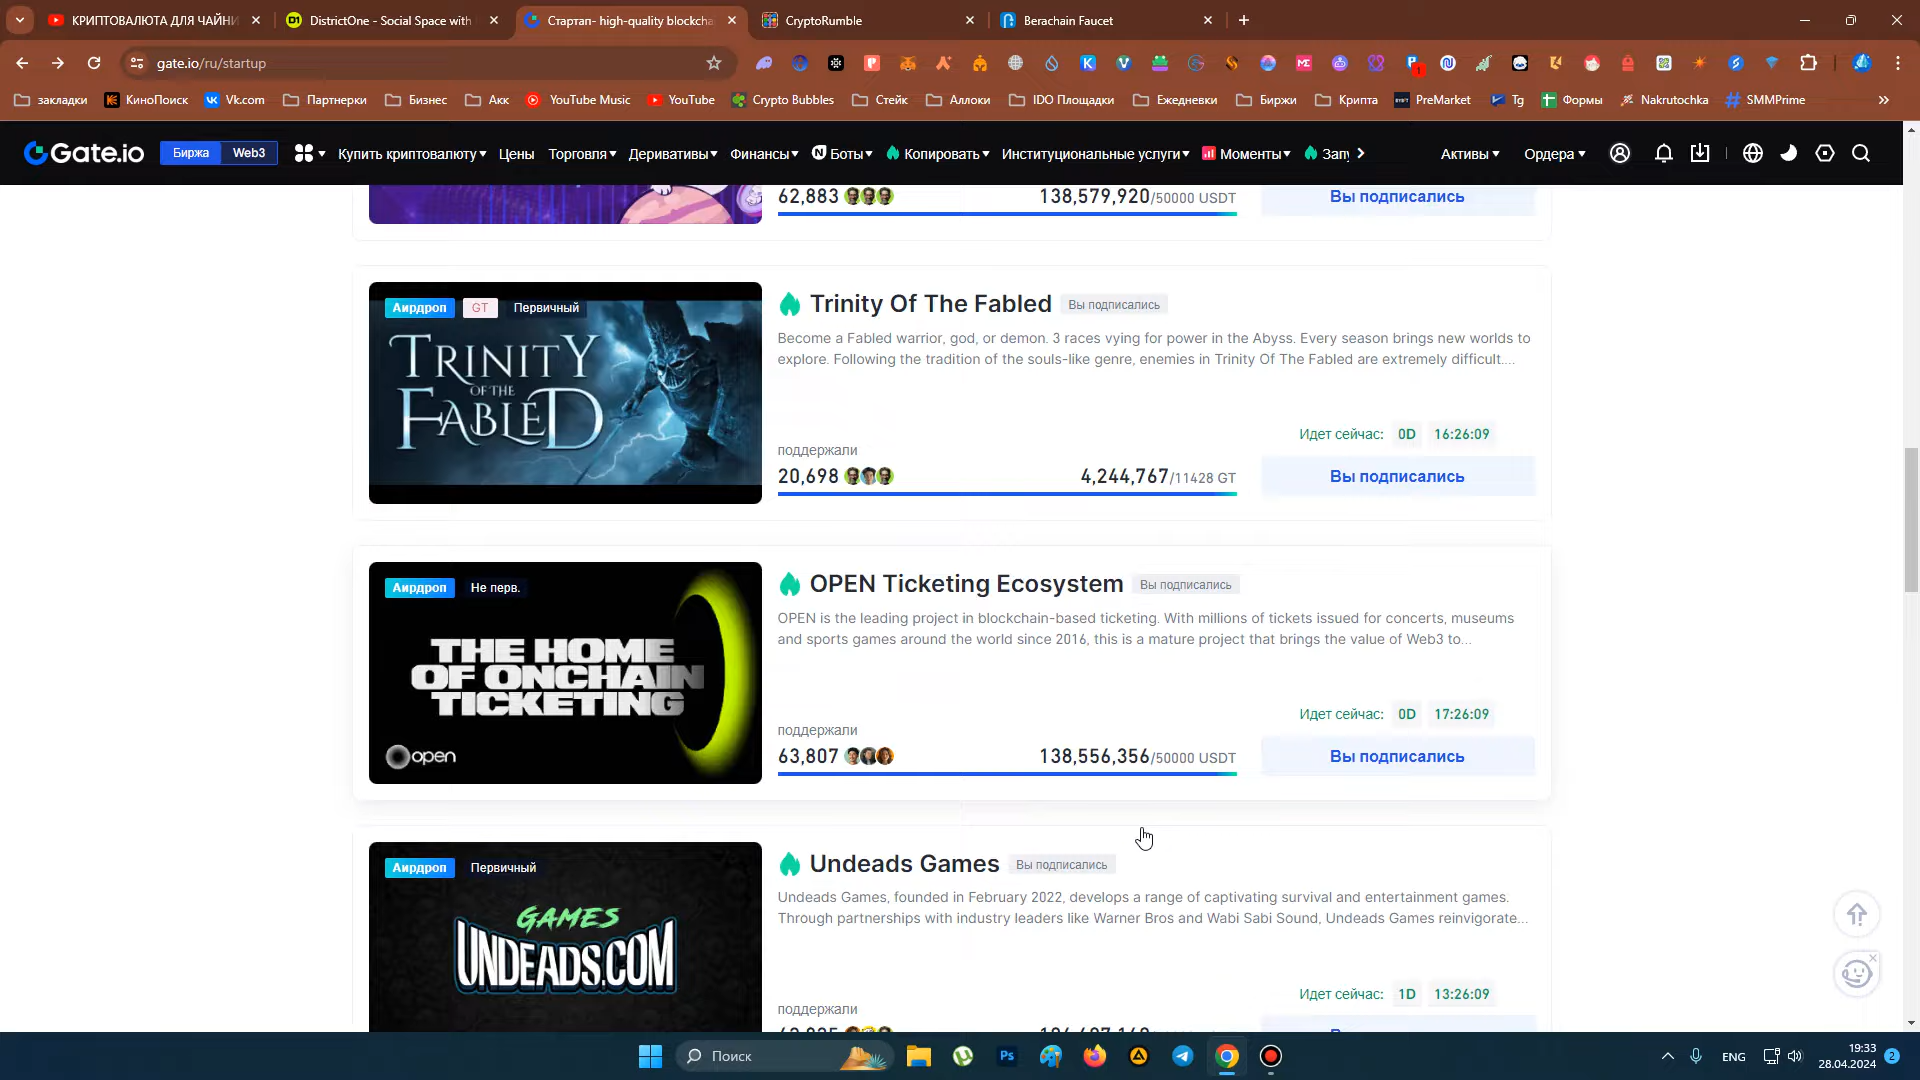 КРИПТОВАЛЮТА ДЛЯ ЧАЙНИ
DistrictOne - Social Space with
Стартап- high-quality blockcha
CryptoRumble
Berachain Faucet
gate.io/ru/startup
закладки
КиноПоиск
Vk.com
Партнерки
Бизнес
Акк
YouTube Music
YouTube
Crypto Bubbles
Стейк
Аллоки
IDO Площадки
Ежедневки
Биржи
Крипта
PreMarket
Tg
Формы
Nakrutochka
SMMPrime
Gate.io
Биржа
Web3
Купить криптовалюту
Цены
Торговля
Деривативы
Финансы
Боты
Копировать
Институциональные услуги
Моменты
Запу
Активы
Ордера
62,883
138,579,920/50000 USDT
Вы подписались
Аирдроп
GT
Первичный
TRINITY
OF THE
FABLED
Trinity Of The Fabled
Вы подписались
Become a Fabled warrior, god, or demon. 3 races vying for power in the Abyss. Every season brings new worlds to
explore. Following the tradition of the souls-like genre, enemies in Trinity Of The Fabled are extremely difficult....
Идет сейчас: 0D 16:26:09
поддержали
20,698
4,244,767/11428 GT
Вы подписались
Аирдроп
Не перв.
THE HOME
OF ONCHAIN
TICKETING
open
OPEN Ticketing Ecosystem
Вы подписались
OPEN is the leading project in blockchain-based ticketing. With millions of tickets issued for concerts, museums
and sports games around the world since 2016, this is a mature project that brings the value of Web3 to...
Идет сейчас: 0D 17:26:09
поддержали
63,807
138,556,356/50000 USDT
Вы подписались
Аирдроп
Первичный
GAMES
UNDEADS.COM
Undeads Games
Вы подписались
Undeads Games, founded in February 2022, develops a range of captivating survival and entertainment games.
Through partnerships with industry leaders like Warner Bros and Wabi Sabi Sound, Undeads Games reinvigorate...
Идет сейчас: 1D 13:26:09
поддержали
Поиск
ENG
19:33
28.04.2024
2